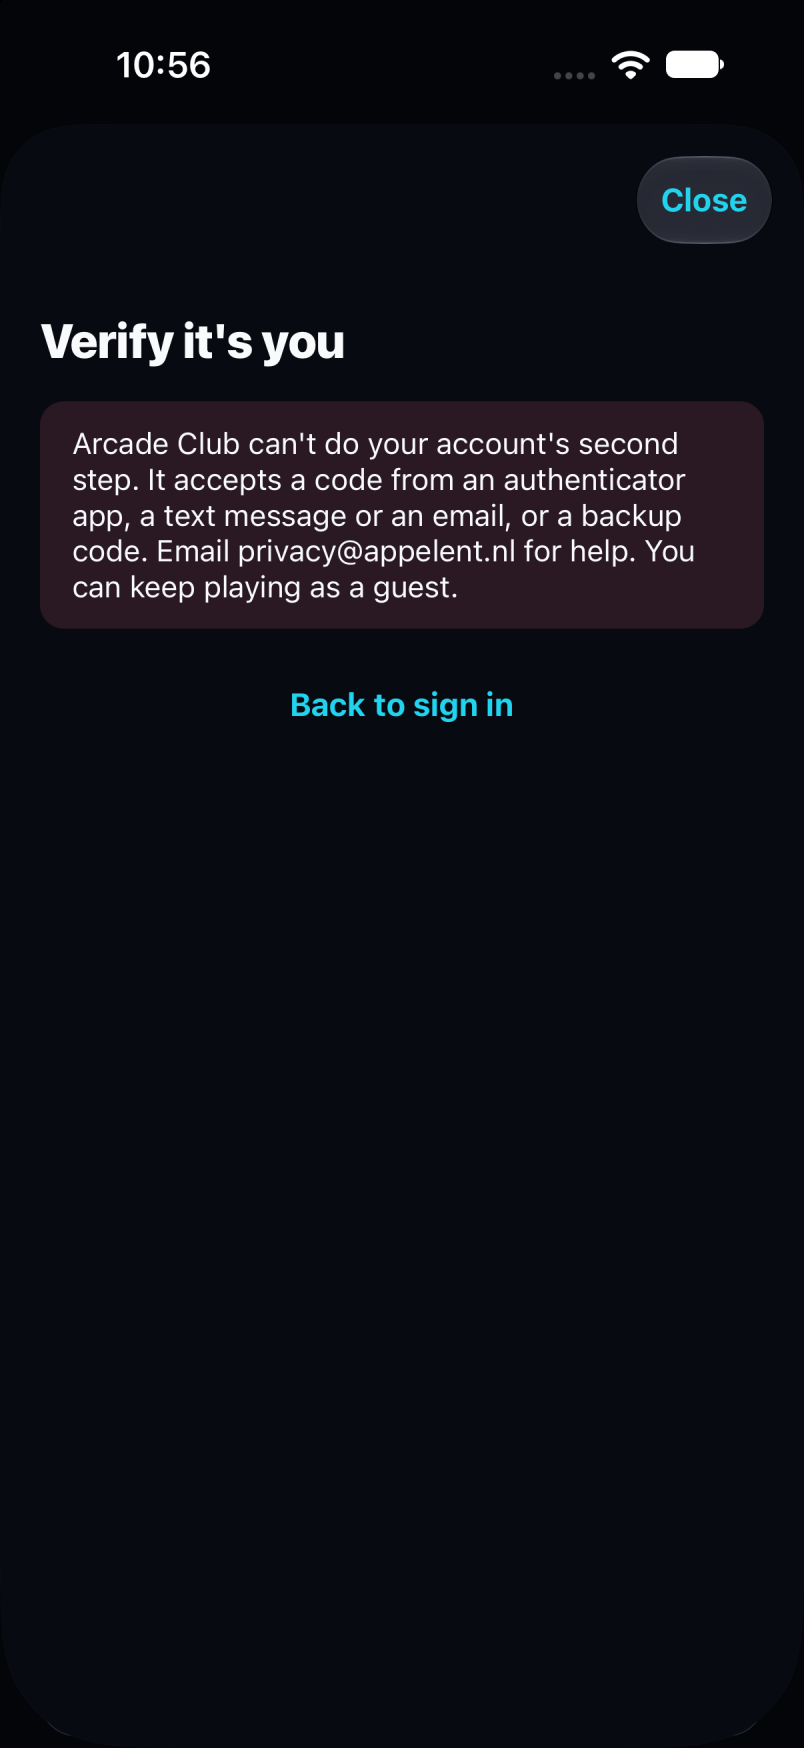 10:56
Close
Verify it's you
Arcade Club can't do your account's second
step. It accepts a code from an authenticator
app, a text message or an email, or a backup
code. Email privacy@appelent.nl for help. You
can keep playing as a guest.
Back to sign in